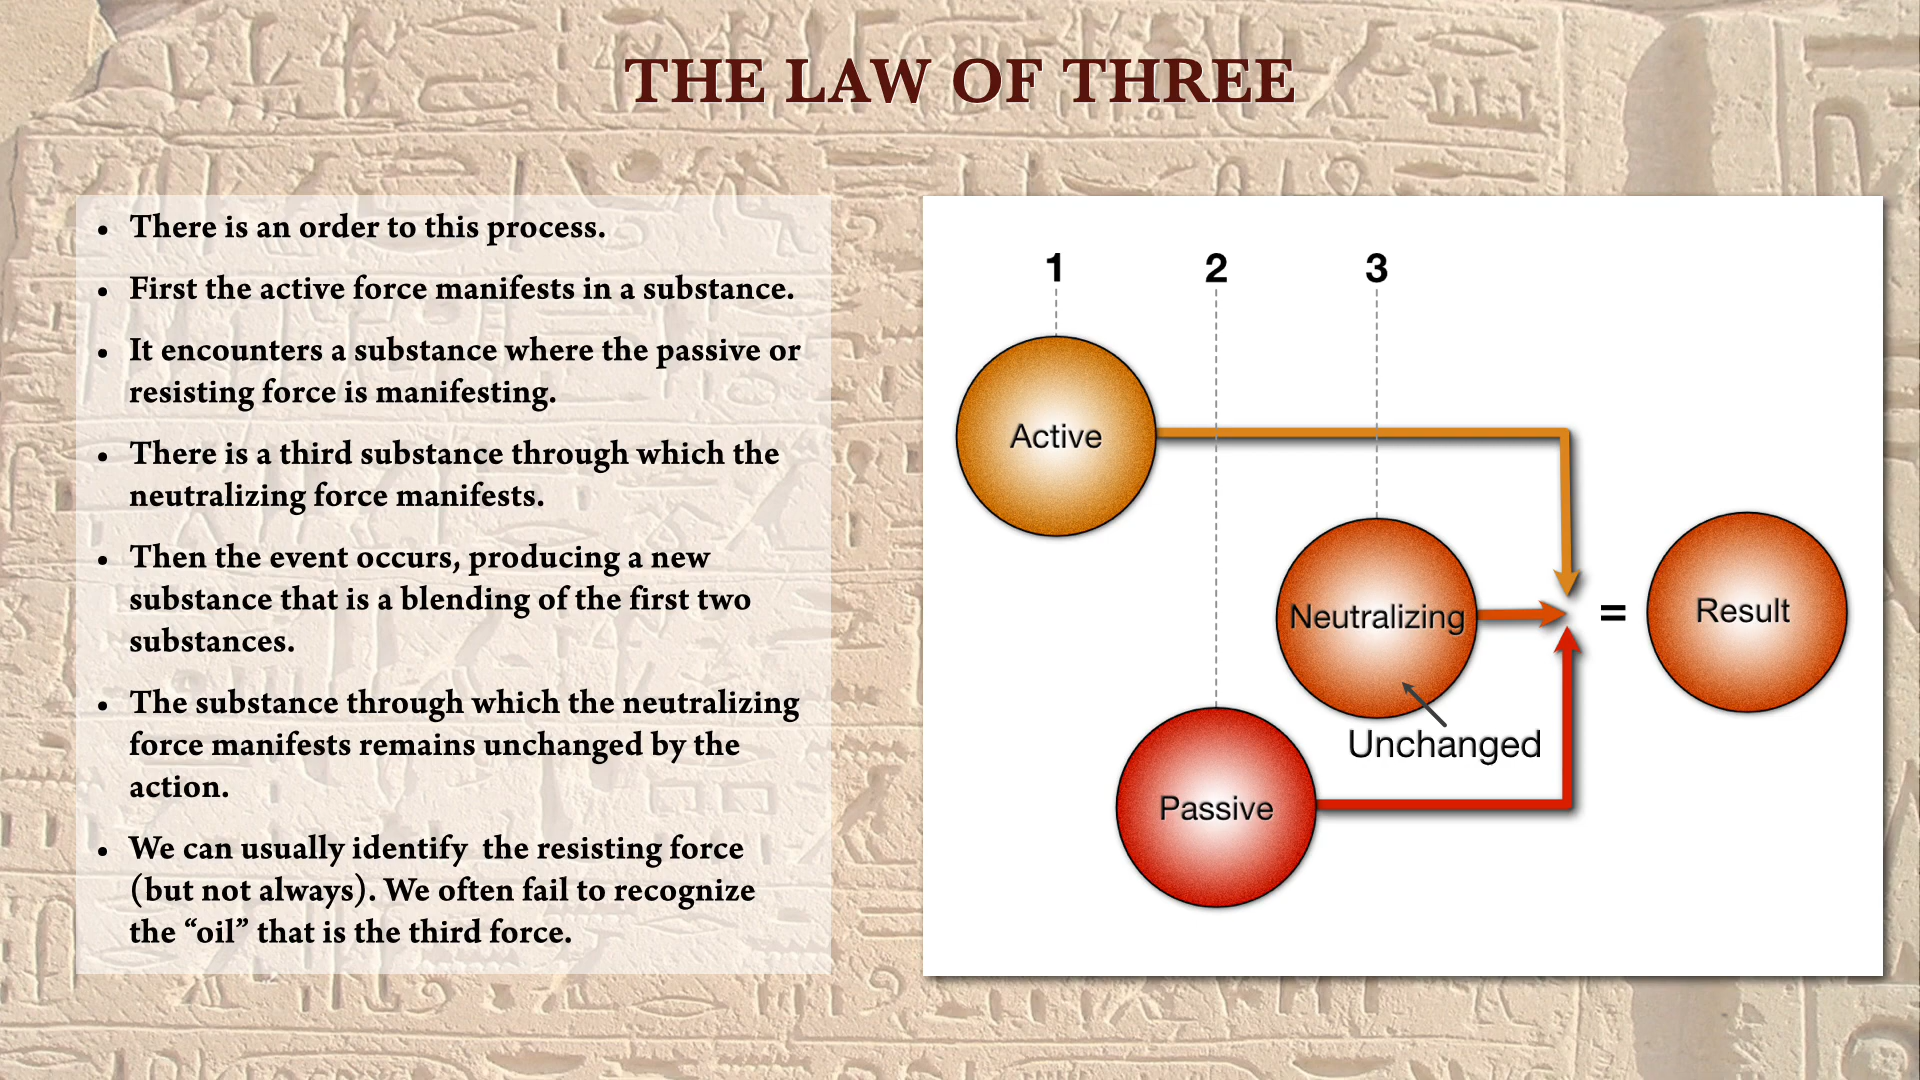 THE LAW OF THREE
• There is an order to this process.
• First the active force manifests in a substance.
• It encounters a substance where the passive or
resisting force is manifesting.
• There is a third substance through which the
neutralizing force manifests.
• Then the event occurs, producing a new
substance that is a blending of the first two
substances.
• The substance through which the neutralizing
force manifests remains unchanged by the
action.
• We can usually identify  the resisting force
(but not always). We often fail to recognize
the “oil” that is the third force.
1 2 3
Active
Neutralizing
=
Result
Unchanged
Passive